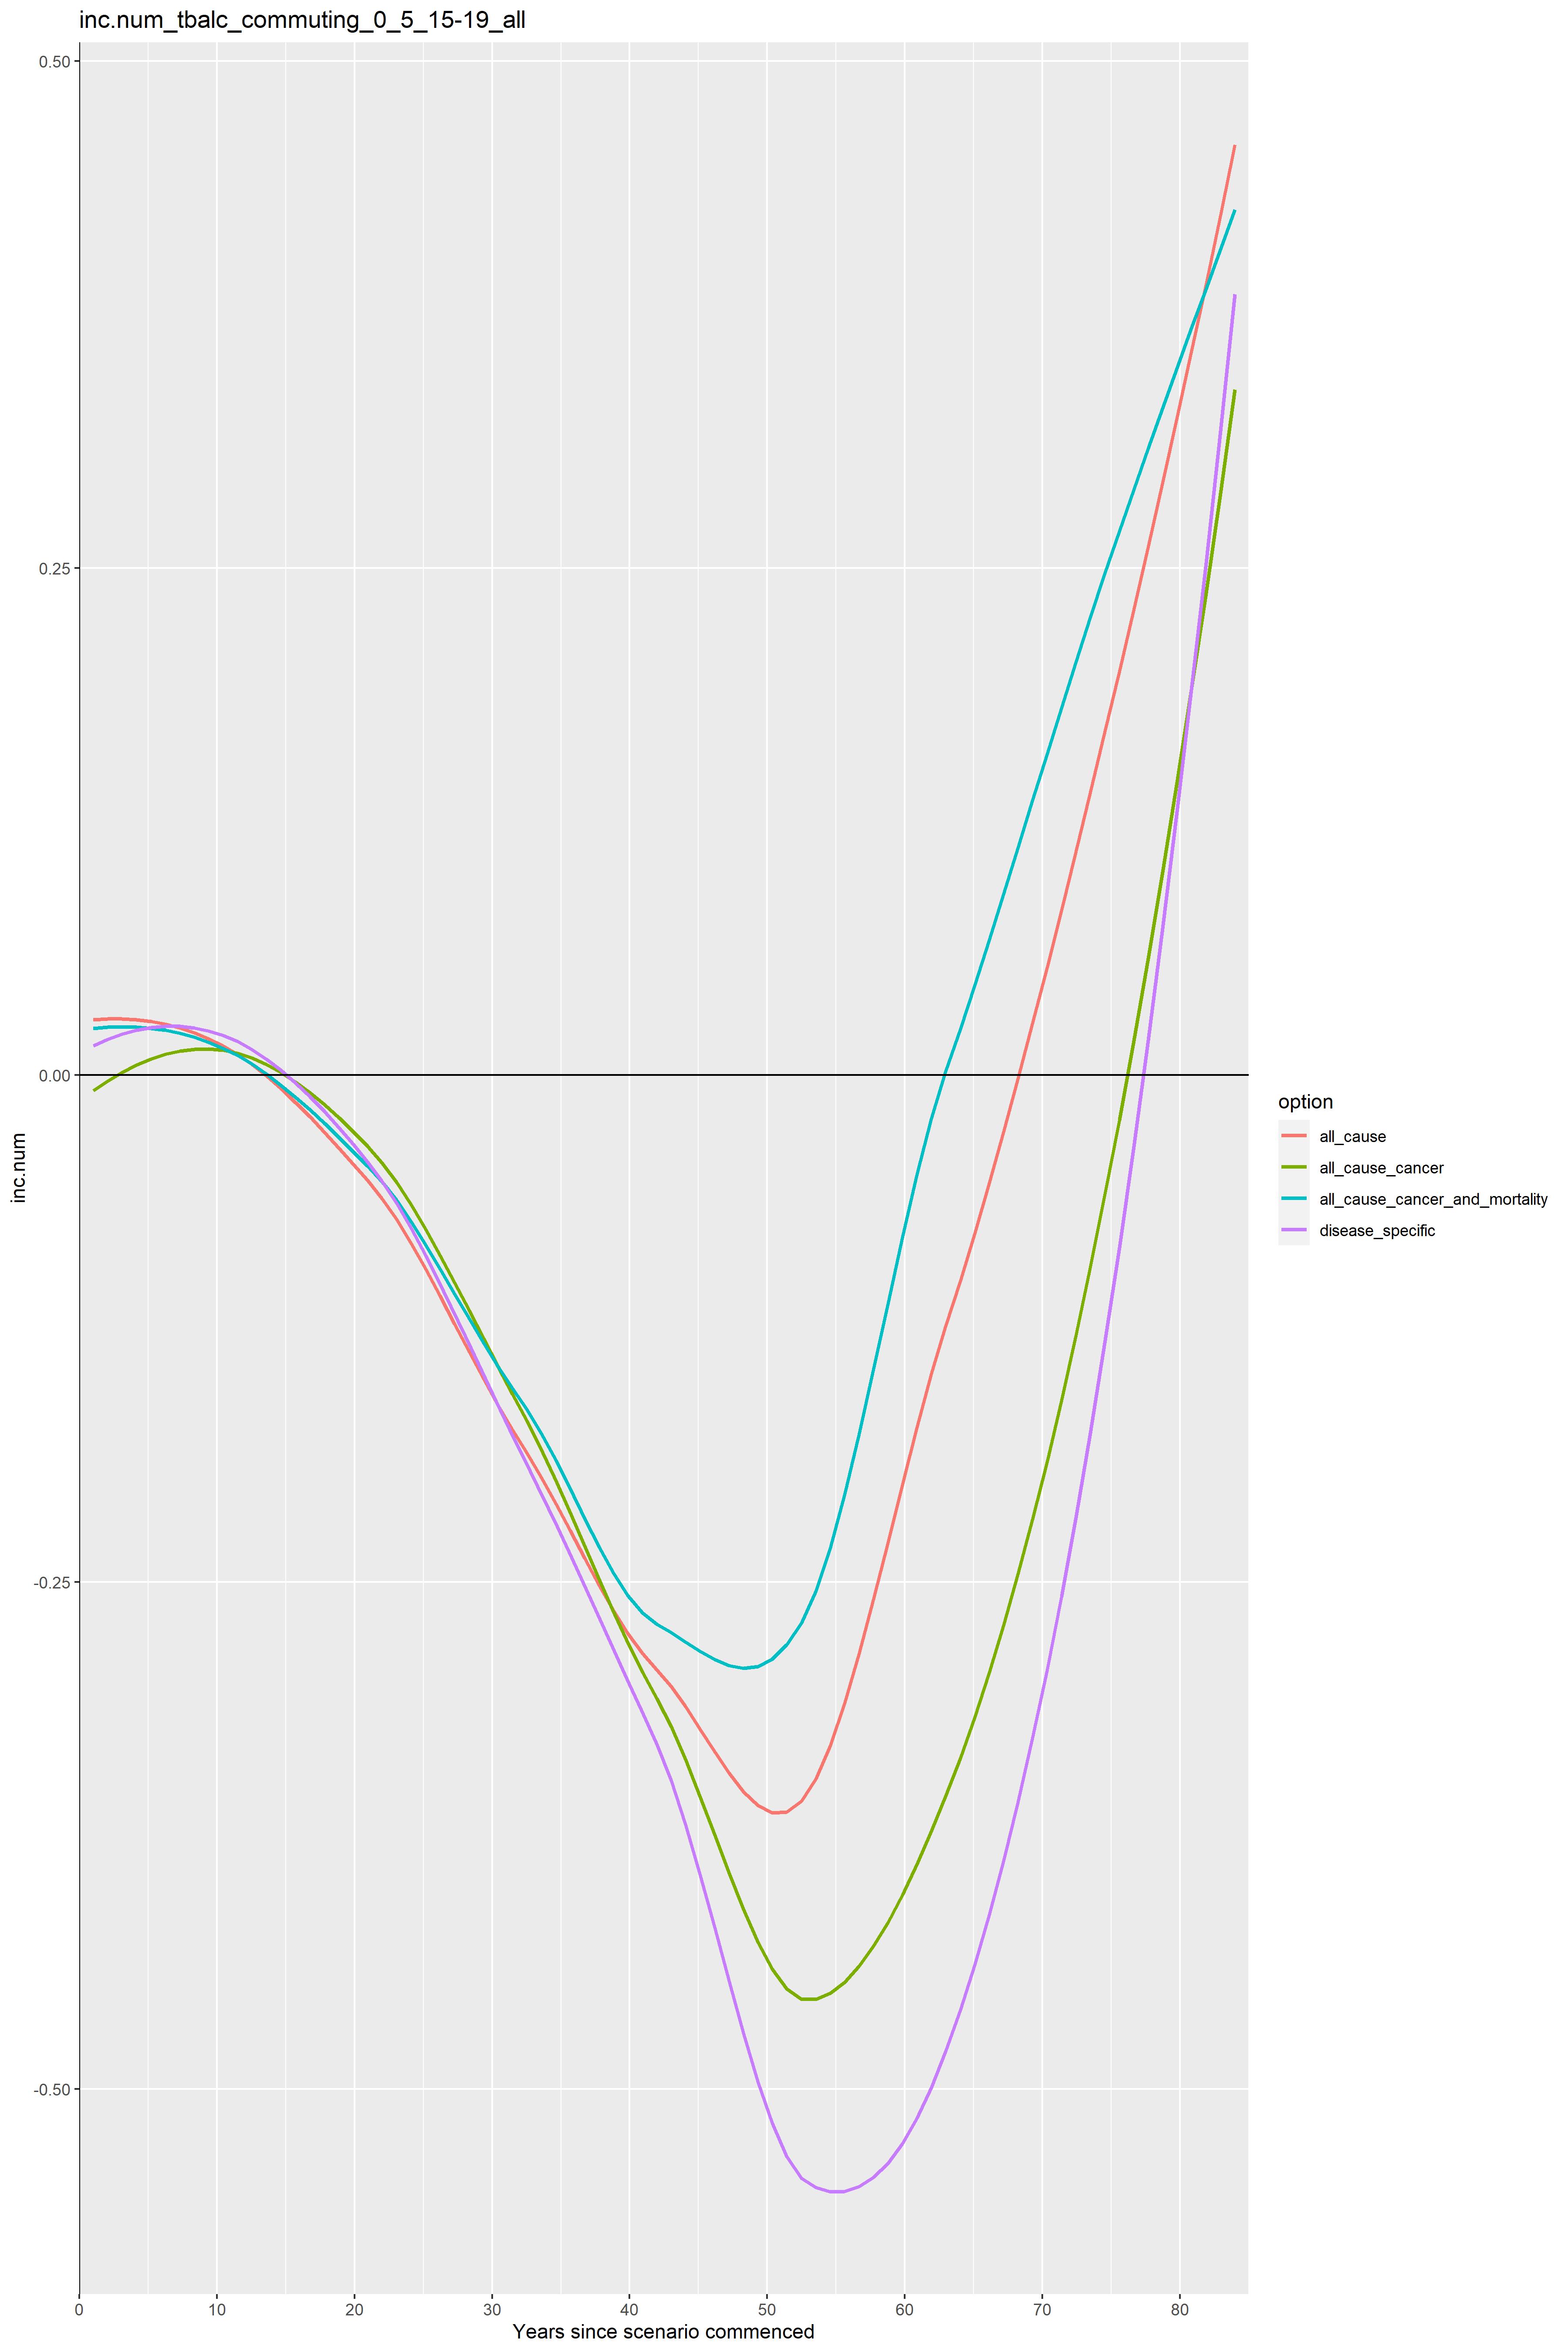 inc.num_tbalc_commuting_0_5_15-19_all
0.50
0.25
0.00
-0.25
-0.50
inc.num
0 10 20 30 40 50 60 70 80
Years since scenario commenced
option
all_cause
all_cause_cancer
all_cause_cancer_and_mortality
disease_specific